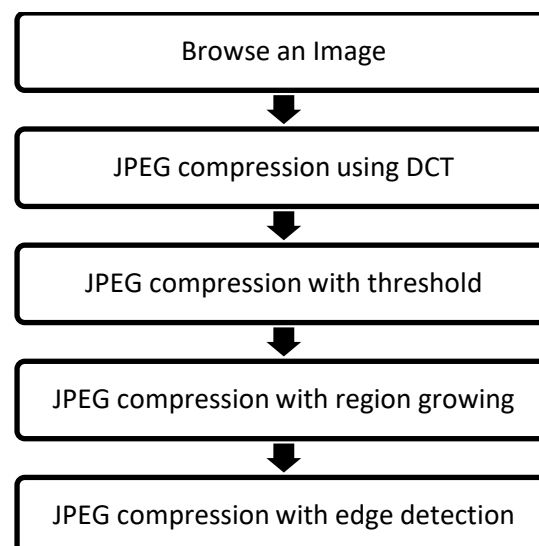 Browse an Image
JPEG compression using DCT
JPEG compression with threshold
JPEG compression with region growing
JPEG compression with edge detection